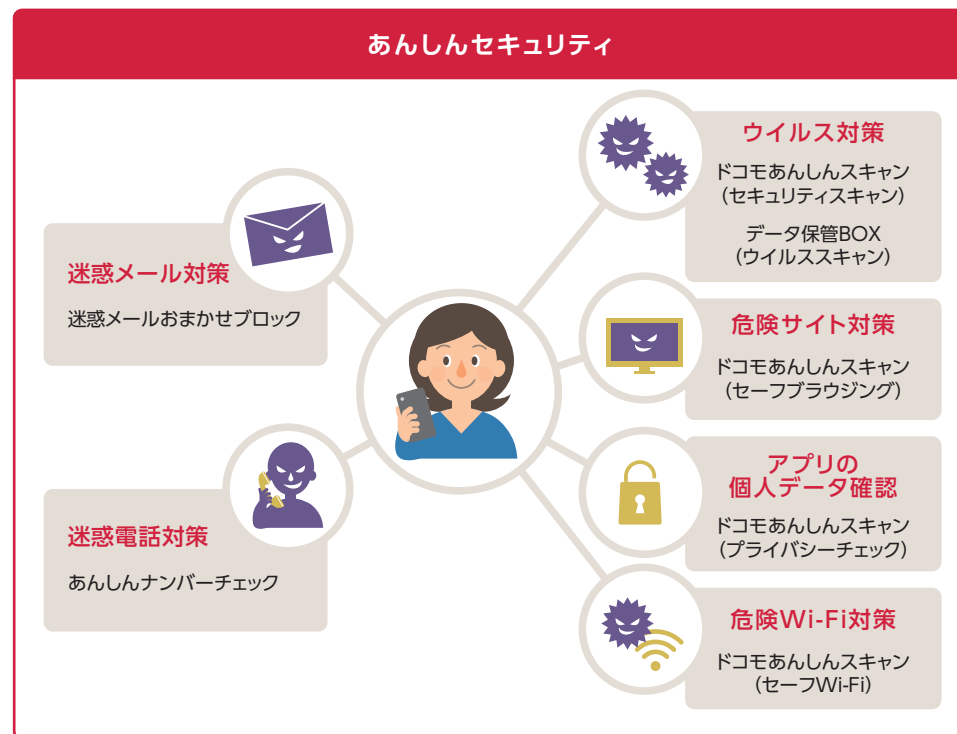 あんしんセキュリティ
迷惑メール対策
迷惑メールおまかせブロック
迷惑電話対策
あんしんナンバーチェック
ウイルス対策
ドコモあんしんスキャン
(セキュリティスキャン)
データ保管BOX
(ウイルススキャン)
危険サイト対策
ドコモあんしんスキャン
(セーフブラウジング)
アプリの
個人データ確認
ドコモあんしんスキャン
(プライバシーチェック)
危険Wi-Fi対策
ドコモあんしんスキャン
(セーフWi-Fi)